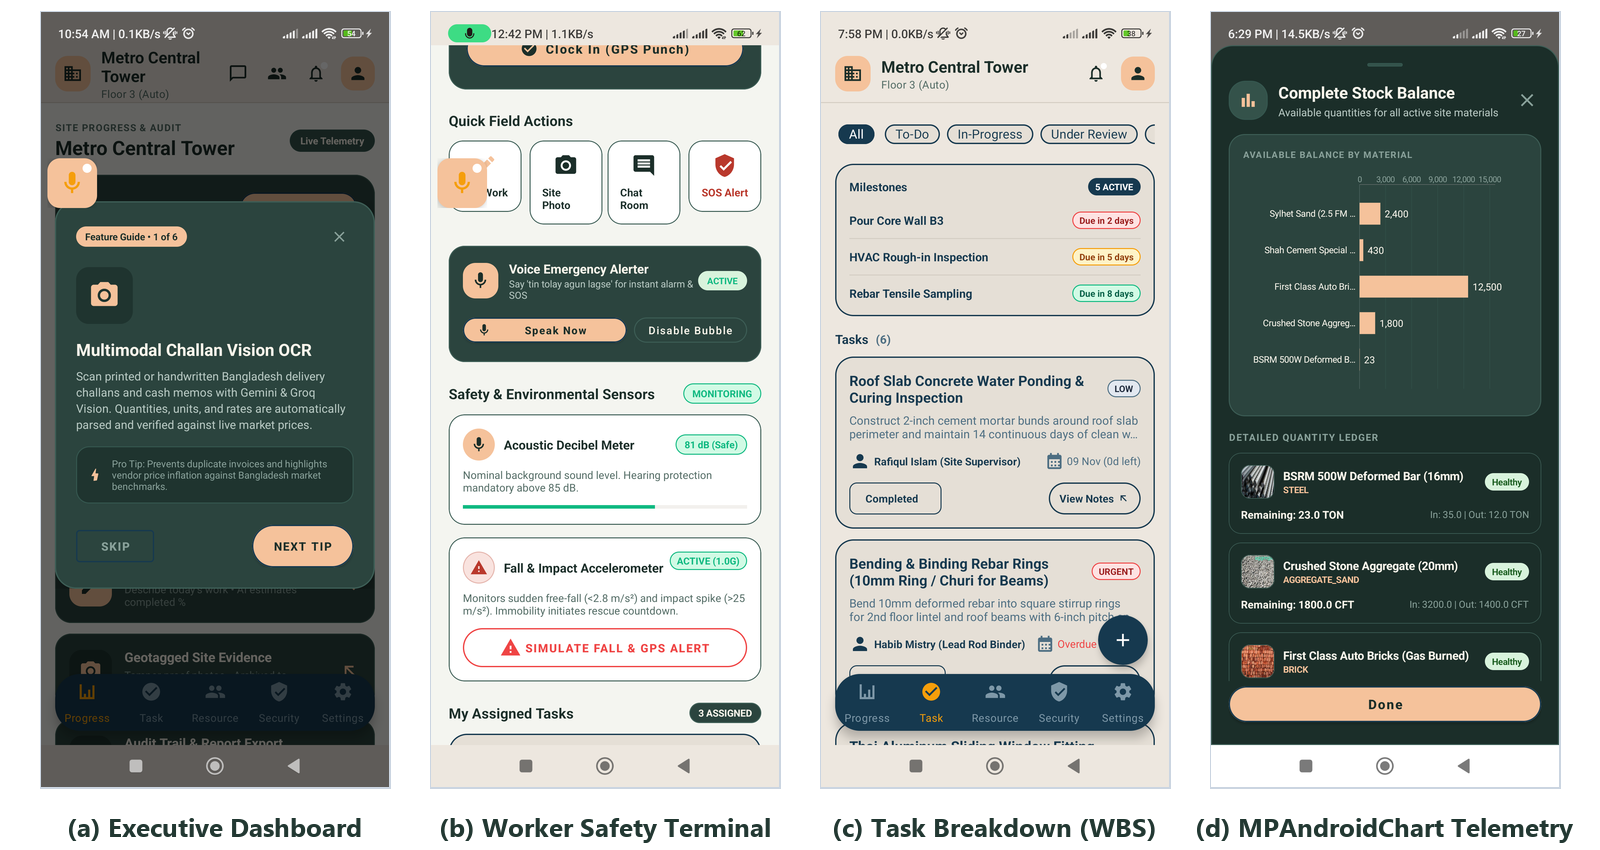 10:54 AM | 0.1KB/s
54
Metro Central
Tower
Floor 3 (Auto)
SITE PROGRESS & AUDIT
Metro Central Tower
Live Telemetry
Feature Guide • 1 of 6
Multimodal Challan Vision OCR
Scan printed or handwritten Bangladesh delivery
challans and cash memos with Gemini & Groq
Vision. Quantities, units, and rates are automatically
parsed and verified against live market prices.
Pro Tip: Prevents duplicate invoices and highlights
vendor price inflation against Bangladesh market
benchmarks.
SKIP
NEXT TIP
Describe today's work • AI estimates
completed %
Geotagged Site Evidence
Progress
Task
Resource
Security
Settings
Audit Trail & Report Export
(a) Executive Dashboard
12:42 PM | 1.1KB/s
62
Clock In (GPS Punch)
Quick Field Actions
Work
Site
Photo
Chat
Room
SOS Alert
Voice Emergency Alerter
Say 'tin tolay agun lagse' for instant alarm &
SOS
ACTIVE
Speak Now
Disable Bubble
Safety & Environmental Sensors
MONITORING
Acoustic Decibel Meter
81 dB (Safe)
Nominal background sound level. Hearing protection
mandatory above 85 dB.
Fall & Impact Accelerometer
ACTIVE (1.0G)
Monitors sudden free-fall (<2.8 m/s²) and impact spike (>25
m/s²). Immobility initiates rescue countdown.
SIMULATE FALL & GPS ALERT
My Assigned Tasks
3 ASSIGNED
(b) Worker Safety Terminal
7:58 PM | 0.0KB/s
38
Metro Central Tower
Floor 3 (Auto)
All
To-Do
In-Progress
Under Review
Milestones
5 ACTIVE
Pour Core Wall B3
Due in 2 days
HVAC Rough-in Inspection
Due in 5 days
Rebar Tensile Sampling
Due in 8 days
Tasks (6)
Roof Slab Concrete Water Ponding &
Curing Inspection
LOW
Construct 2-inch cement mortar bunds around roof slab
perimeter and maintain 14 continuous days of clean w...
Rafiqul Islam (Site Supervisor)
09 Nov (0d left)
Completed
View Notes
Bending & Binding Rebar Rings
(10mm Ring / Churi for Beams)
URGENT
Bend 10mm deformed rebar into square stirrup rings
for 2nd floor lintel and roof beams with 6-inch pitch
Habib Mistry (Lead Rod Binder)
Overdue
+
Progress
Task
Resource
Security
Settings
Thai Aluminum Sliding Window Fitting
(c) Task Breakdown (WBS)
6:29 PM | 14.5KB/s
27
Complete Stock Balance
Available quantities for all active site materials
AVAILABLE BALANCE BY MATERIAL
0 3,000 6,000 9,000 12,000 15,000
Sylhet Sand (2.5 FM ...
2,400
Shah Cement Special ...
430
First Class Auto Bri...
12,500
Crushed Stone Aggreg...
1,800
BSRM 500W Deformed B...
23
DETAILED QUANTITY LEDGER
BSRM 500W Deformed Bar (16mm)
STEEL
Healthy
Remaining: 23.0 TON
In: 35.0 | Out: 12.0 TON
Crushed Stone Aggregate (20mm)
AGGREGATE_SAND
Healthy
Remaining: 1800.0 CFT
In: 3200.0 | Out: 1400.0 CFT
First Class Auto Bricks (Gas Burned)
BRICK
Healthy
Done
(d) MPAndroidChart Telemetry